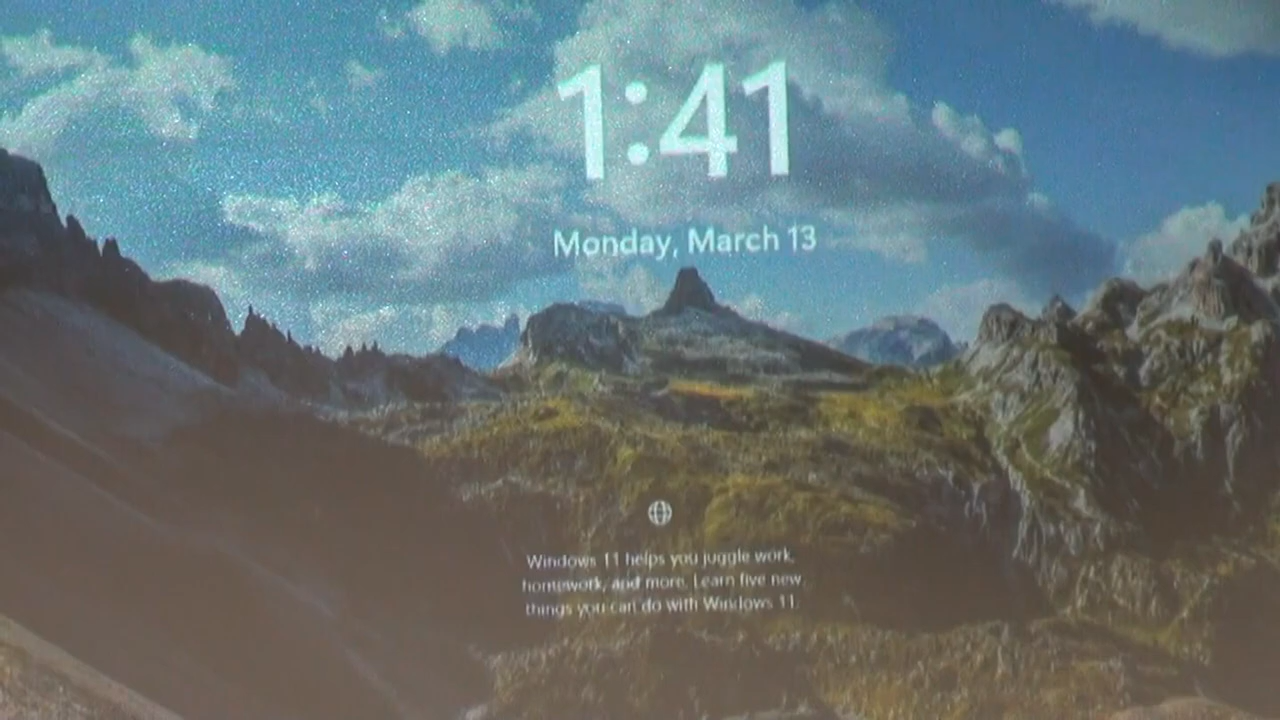 1:41
Monday, March 13
Windows 11 helps you juggle work,
homework, and more. Learn five new
things you can do with Windows 11.